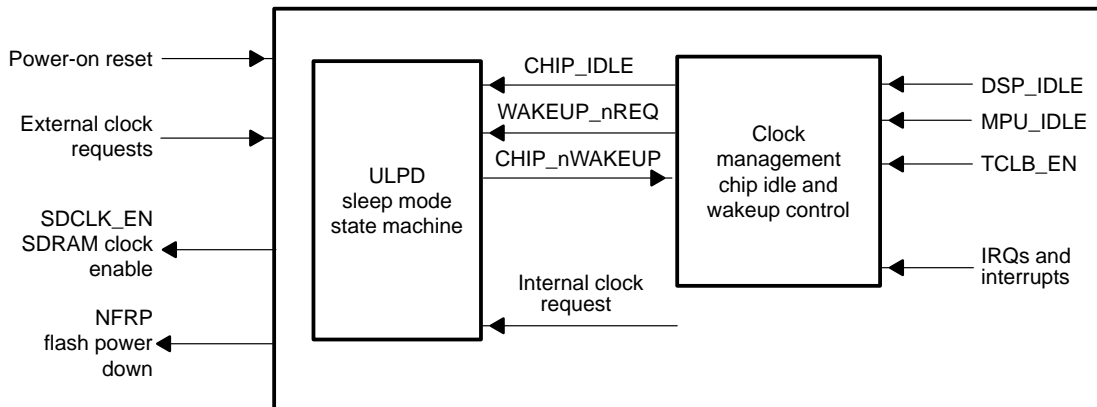 Power-on reset
External clock
requests
SDCLK_EN
SDRAM clock
enable
NFRP
flash power
down
ULPD
sleep mode
state machine
CHIP_IDLE
WAKEUP_nREQ
CHIP_nWAKEUP
Internal clock
request
Clock
management
chip idle and
wakeup control
DSP_IDLE
MPU_IDLE
TCLB_EN
IRQs and
interrupts